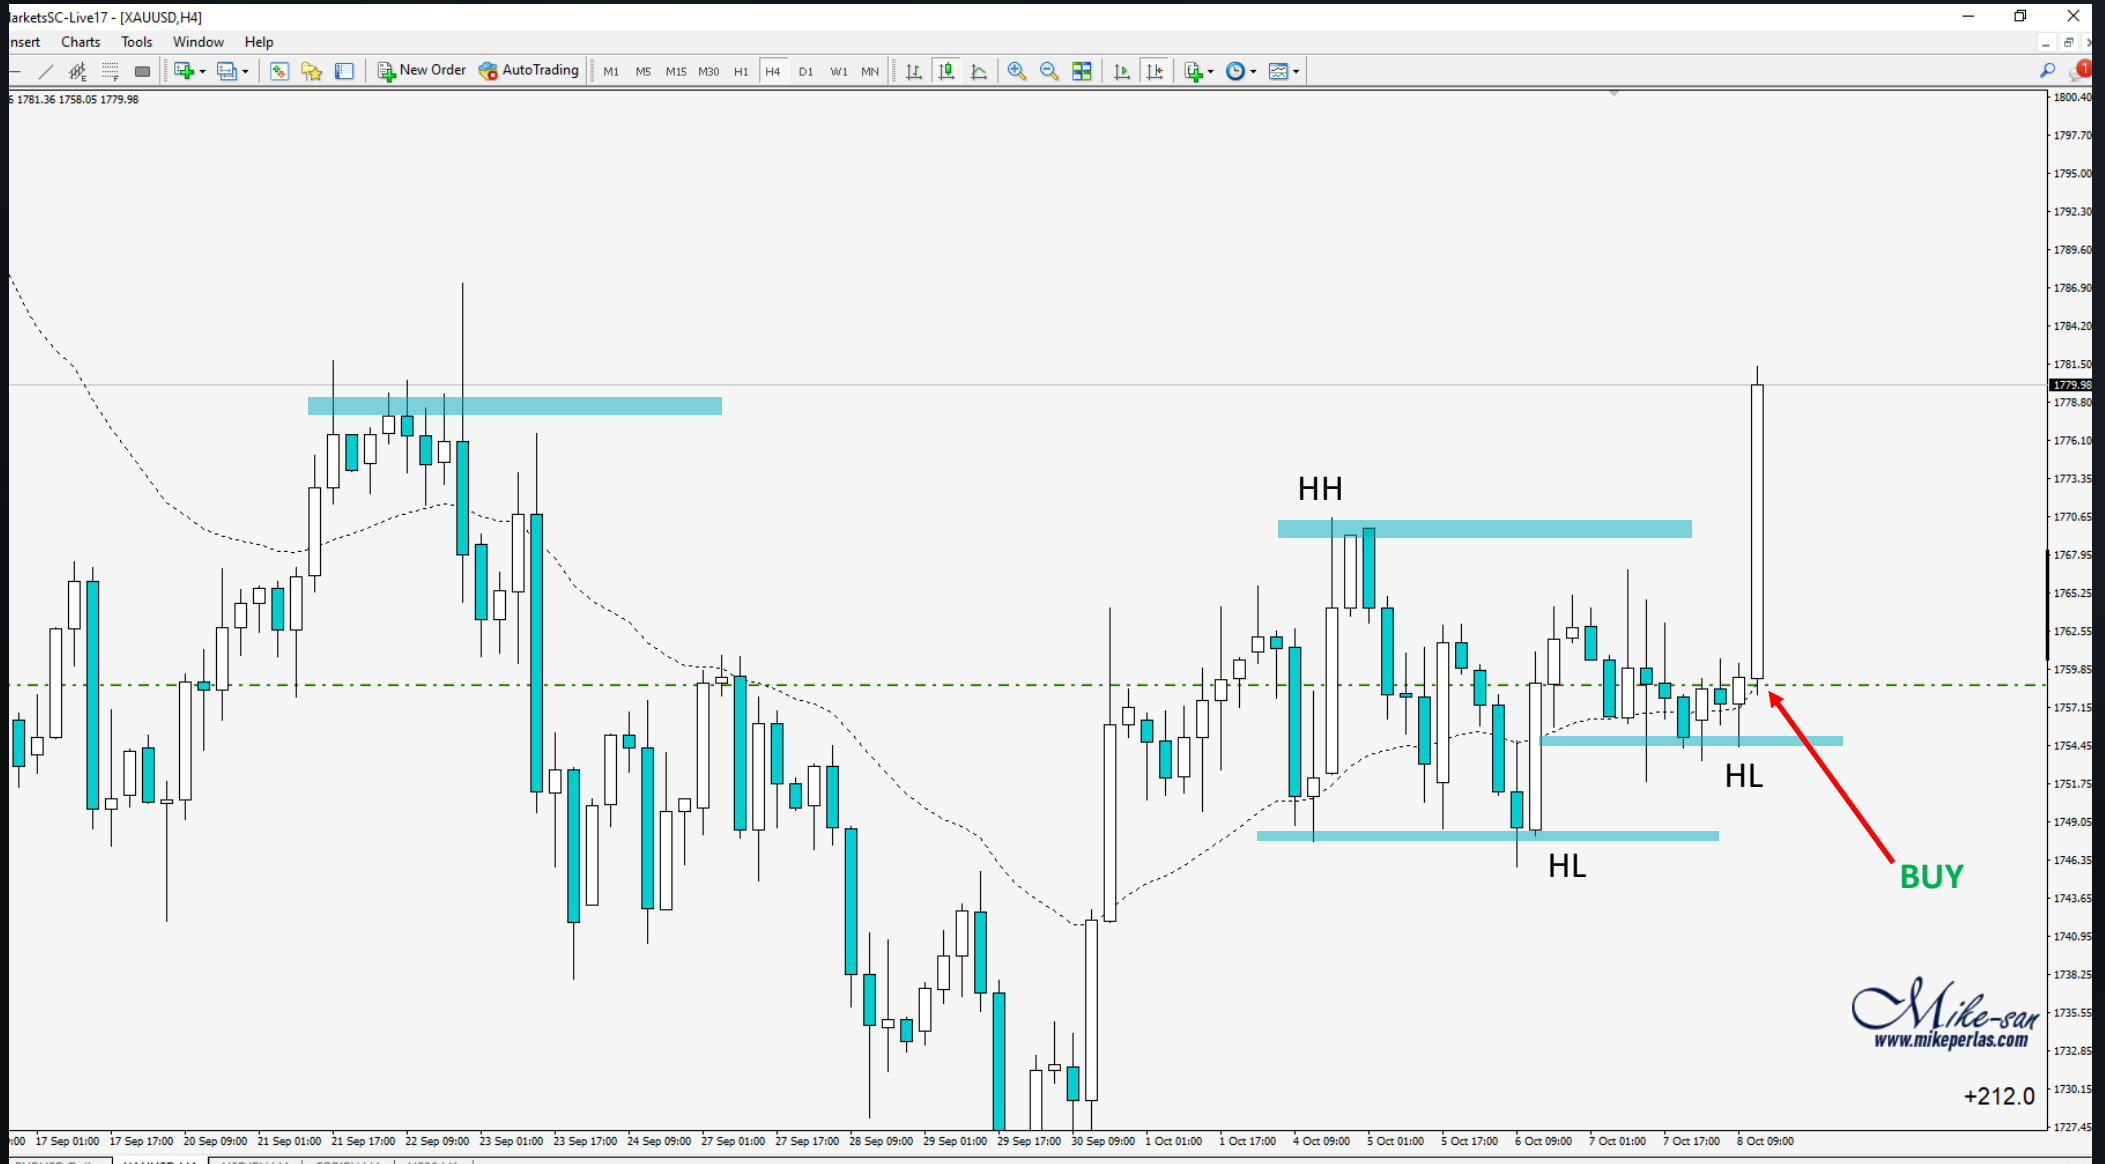 arketsSC-Live17 - [XAUUSD,H4]
nsert Charts Tools Window Help
New Order AutoTrading M1 M5 M15 M30 H1 H4 D1 W1 MN
1
6 1781.36 1758.05 1779.98
1800.40
1797.70
1795.00
1792.30
1789.60
1786.90
1784.20
1781.50
1779.98
1778.80
1776.10
1773.35
1770.65
1767.95
1765.25
1762.55
1759.85
1757.15
1754.45
1751.75
1749.05
1746.35
1743.65
1740.95
1738.25
1735.55
1732.85
1730.15
1727.45
HH
HL
HL
BUY
Mike-san
www.mikeperlas.com
+212.0
:00 17 Sep 01:00 17 Sep 17:00 20 Sep 09:00 21 Sep 01:00 21 Sep 17:00 22 Sep 09:00 23 Sep 01:00 23 Sep 17:00 24 Sep 09:00 27 Sep 01:00 27 Sep 17:00 28 Sep 09:00 29 Sep 01:00 29 Sep 17:00 30 Sep 09:00 1 Oct 01:00 1 Oct 17:00 4 Oct 09:00 5 Oct 01:00 5 Oct 17:00 6 Oct 09:00 7 Oct 01:00 7 Oct 17:00 8 Oct 09:00